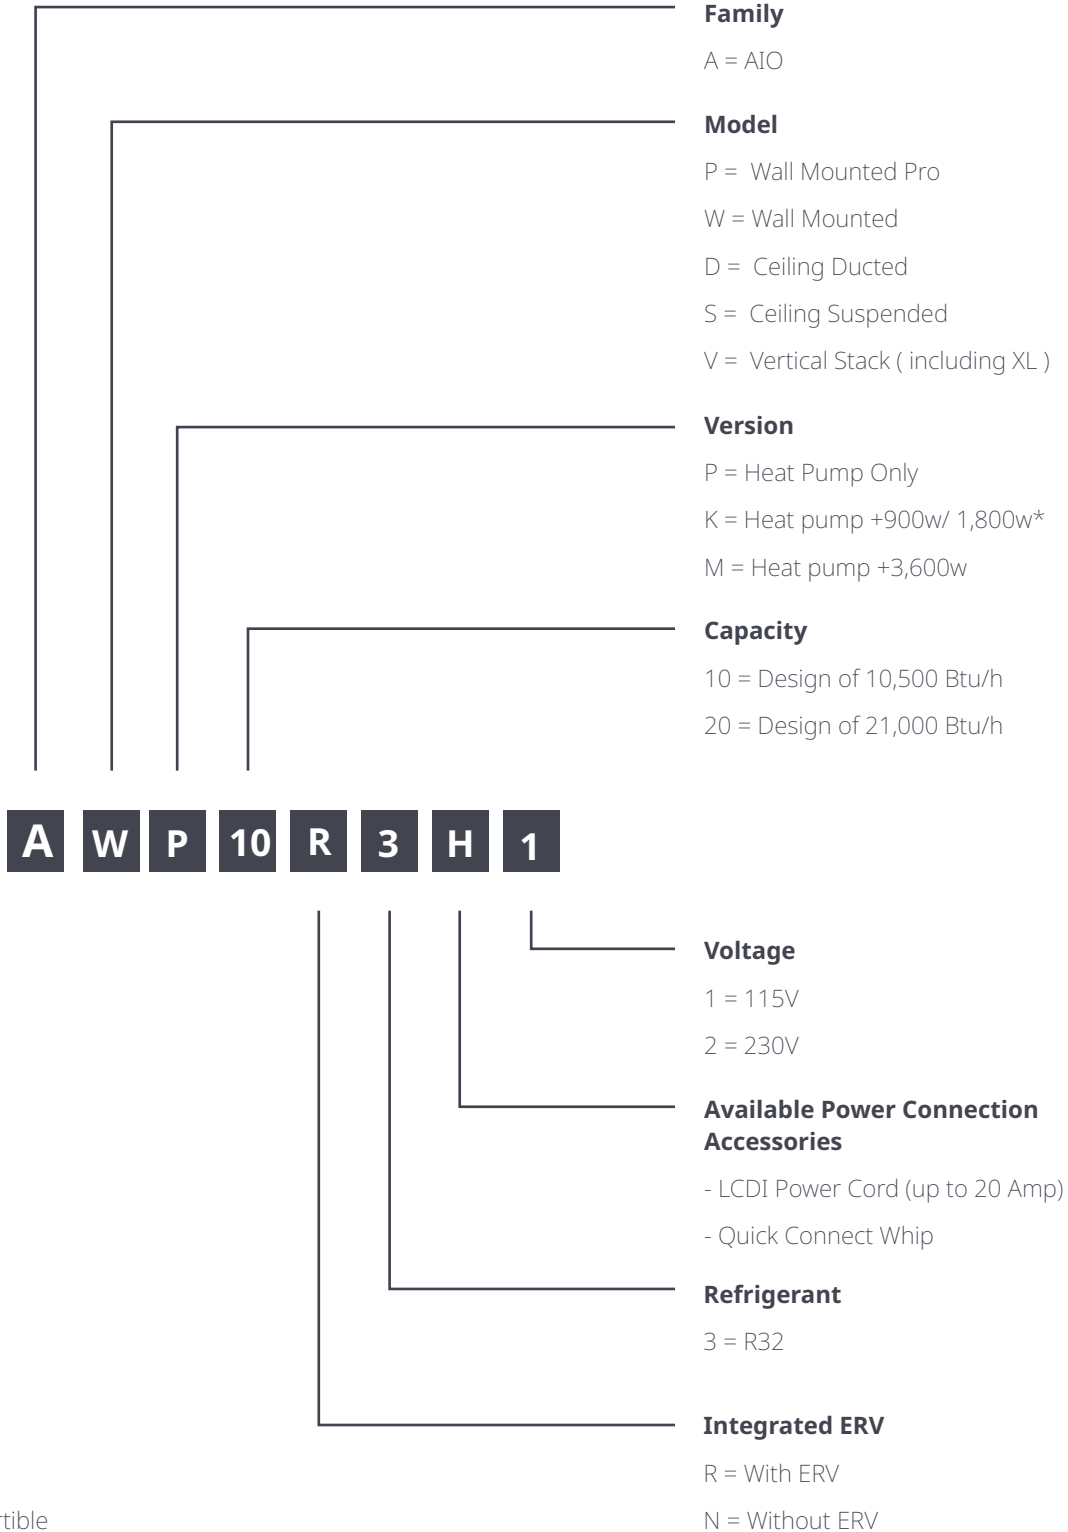 Family
A = AIO
Model
P = Wall Mounted Pro
W = Wall Mounted
D = Ceiling Ducted
S = Ceiling Suspended
V = Vertical Stack ( including XL )
Version
P = Heat Pump Only
K = Heat pump +900w/ 1,800w*
M = Heat pump +3,600w
Capacity
10 = Design of 10,500 Btu/h
20 = Design of 21,000 Btu/h
A W P 10 R 3 H 1
Voltage
1 = 115V
2 = 230V
Available Power Connection
Accessories
- LCDI Power Cord (up to 20 Amp)
- Quick Connect Whip
Refrigerant
3 = R32
Integrated ERV
R = With ERV
N = Without ERV